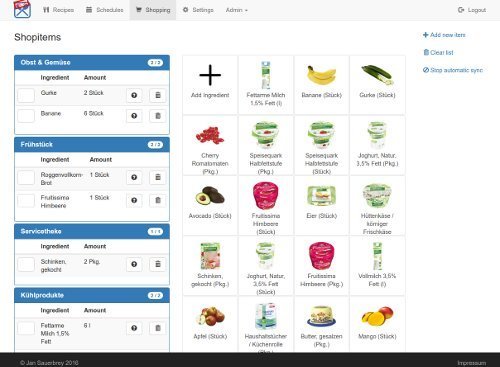 Recipes
Schedules
Shopping
Settings
Admin
Logout
Shopitems
Add new item
Clear list
Stop automatic sync
Obst & Gemüse 2 / 2
Ingredient Amount
Gurke 2 Stück
Banane 6 Stück
Frühstück 2 / 2
Ingredient Amount
Roggenvollkorn-
Brot 1 Stück
Fruitissima
Himbeere 1 Stück
Servicetheke 1 / 1
Ingredient Amount
Schinken,
gekocht 2 Pkg.
Kühlprodukte 2 / 2
Ingredient Amount
Fettarme
Milch 1,5%
Fett 6 l
Add Ingredient
Fettarme Milch
1,5% Fett (l)
Banane (Stück)
Gurke (Stück)
Cherry
Romatomaten
(Pkg.)
Speisequark
Halbfettstufe
(Pkg.)
Speisequark
Halbfettstufe
(Stück)
Joghurt, Natur,
3,5% Fett (Pkg.)
Avocado (Stück)
Fruitissima
Himbeere
(Stück)
Eier (Stück)
Hüttenkäse /
körniger
Frischkäse
Schinken,
gekocht (Pkg.)
Joghurt, Natur,
3,5% Fett
(Stück)
Fruitissima
Himbeere (Pkg.)
Vollmilch 3,5%
Fett (l)
Apfel (Stück)
Haushaltstücher
/ Küchenrolle
Butter, gesalzen
(Pkg.)
Mango (Stück)
© Jan Sauerbrey 2016
Impressum